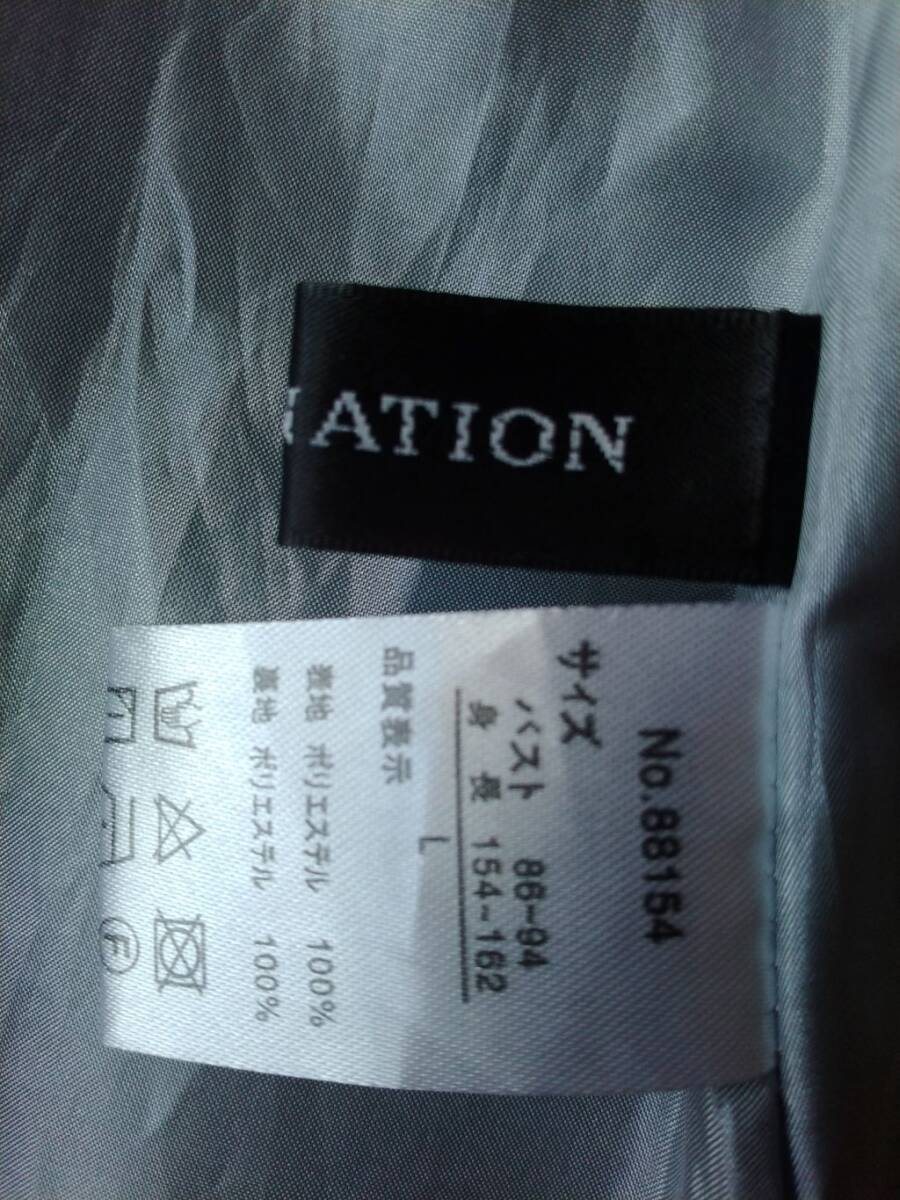 NATION
No.88154
サイズ
バスト 86-94
身 長 154-162
L
品質表示
表地 ポリエステル 100%
裏地 ポリエステル 100%
F